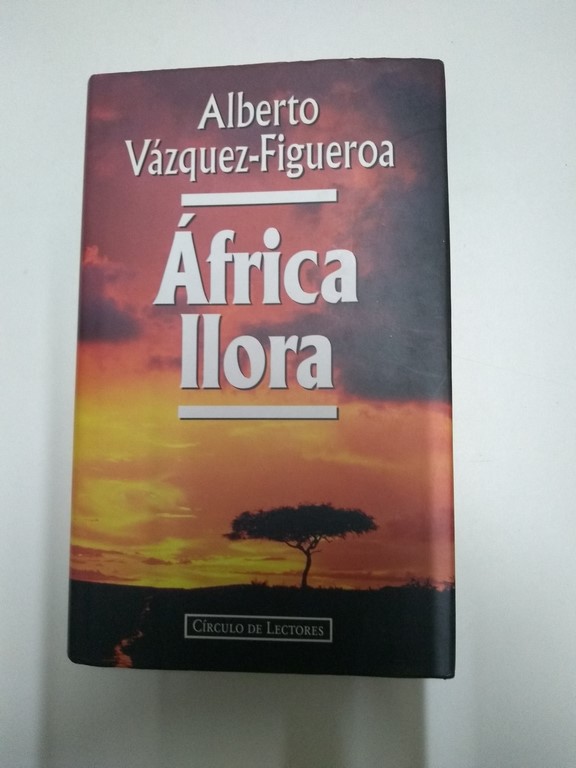 Alberto
Vázquez-Figueroa
África
llora
CÍRCULO DE LECTORES